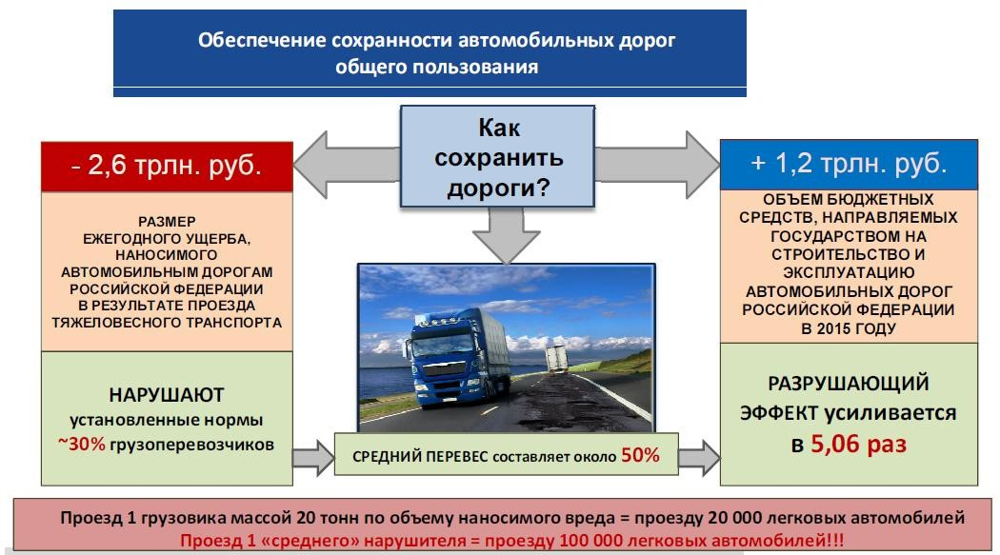 Обеспечение сохранности автомобильных дорог
общего пользования
Как
сохранить
дороги?
- 2,6 трлн. руб.
РАЗМЕР
ЕЖЕГОДНОГО УЩЕРБА,
НАНОСИМОГО
АВТОМОБИЛЬНЫМ ДОРОГАМ
РОССИЙСКОЙ ФЕДЕРАЦИИ
В РЕЗУЛЬТАТЕ ПРОЕЗДА
ТЯЖЕЛОВЕСНОГО ТРАНСПОРТА
+ 1,2 трлн. руб.
ОБЪЕМ БЮДЖЕТНЫХ
СРЕДСТВ, НАПРАВЛЯЕМЫХ
ГОСУДАРСТВОМ НА
СТРОИТЕЛЬСТВО И
ЭКСПЛУАТАЦИЮ
АВТОМОБИЛЬНЫХ ДОРОГ
РОССИЙСКОЙ ФЕДЕРАЦИИ
В 2015 ГОДУ
НАРУШАЮТ
установленные нормы
~30% грузоперевозчиков
СРЕДНИЙ ПЕРЕВЕС составляет около 50%
РАЗРУШАЮЩИЙ
ЭФФЕКТ усиливается
в 5,06 раз
Проезд 1 грузовика массой 20 тонн по объему наносимого вреда = проезду 20 000 легковых автомобилей
Проезд 1 «среднего» нарушителя = проезду 100 000 легковых автомобилей!!!